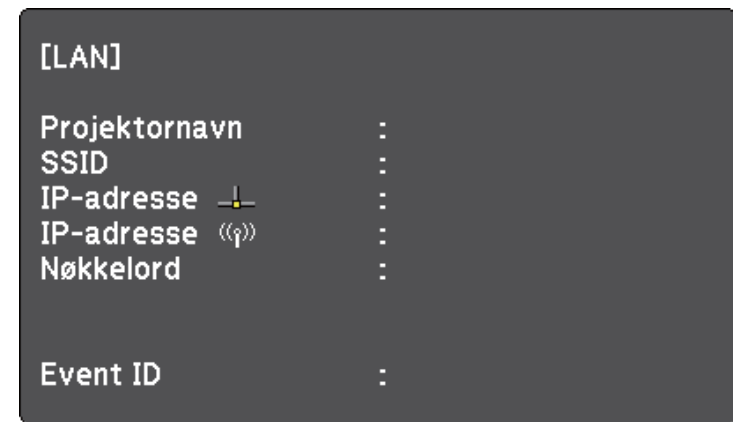 [LAN]
Projektornavn :
SSID :
IP-adresse :
IP-adresse :
Nøkkelord :
Event ID :